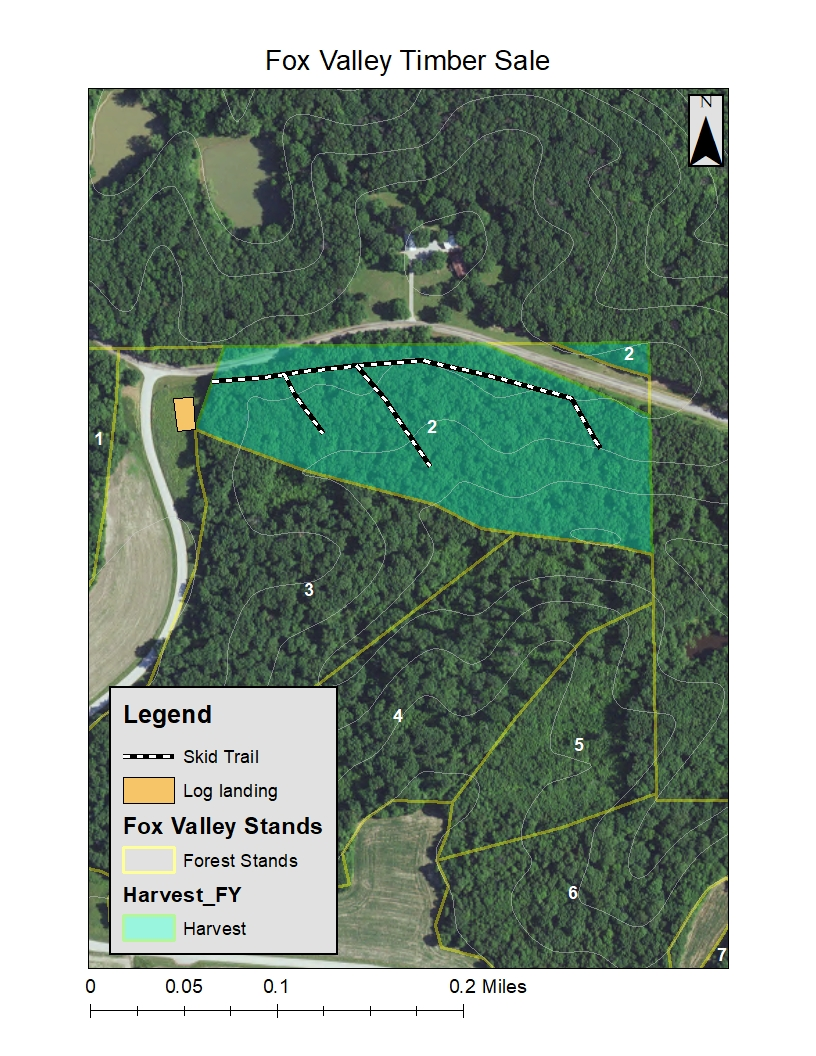 Fox Valley Timber Sale
N
2
2
1
3
4
5
6
7
Legend
Skid Trail
Log landing
Fox Valley Stands
Forest Stands
Harvest_FY
Harvest
0 0.05 0.1 0.2 Miles